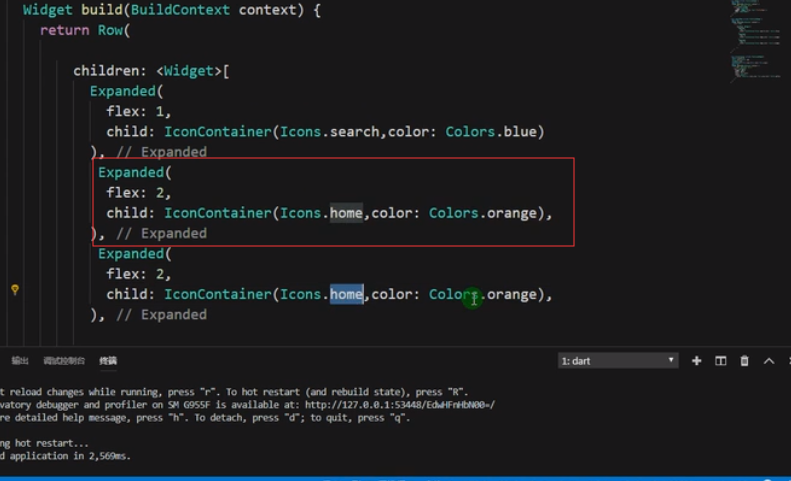 Widget build(BuildContext context) {
return Row(
children: <Widget>[
Expanded(
flex: 1,
child: IconContainer(Icons.search,color: Colors.blue)
), // Expanded
Expanded(
flex: 2,
child: IconContainer(Icons.home,color: Colors.orange),
), // Expanded
Expanded(
flex: 2,
child: IconContainer(Icons.home,color: Colors.orange),
), // Expanded
输出 调试控制台 终端 1: dart
t reload changes while running, press "r". To hot restart (and rebuild state), press "R".
vatory debugger and profiler on SM G955F is available at: http://127.0.0.1:53448/EdwHFnHbN00=/
re detailed help message, press "h". To detach, press "d"; to quit, press "q".
ng hot restart...
d application in 2,569ms.